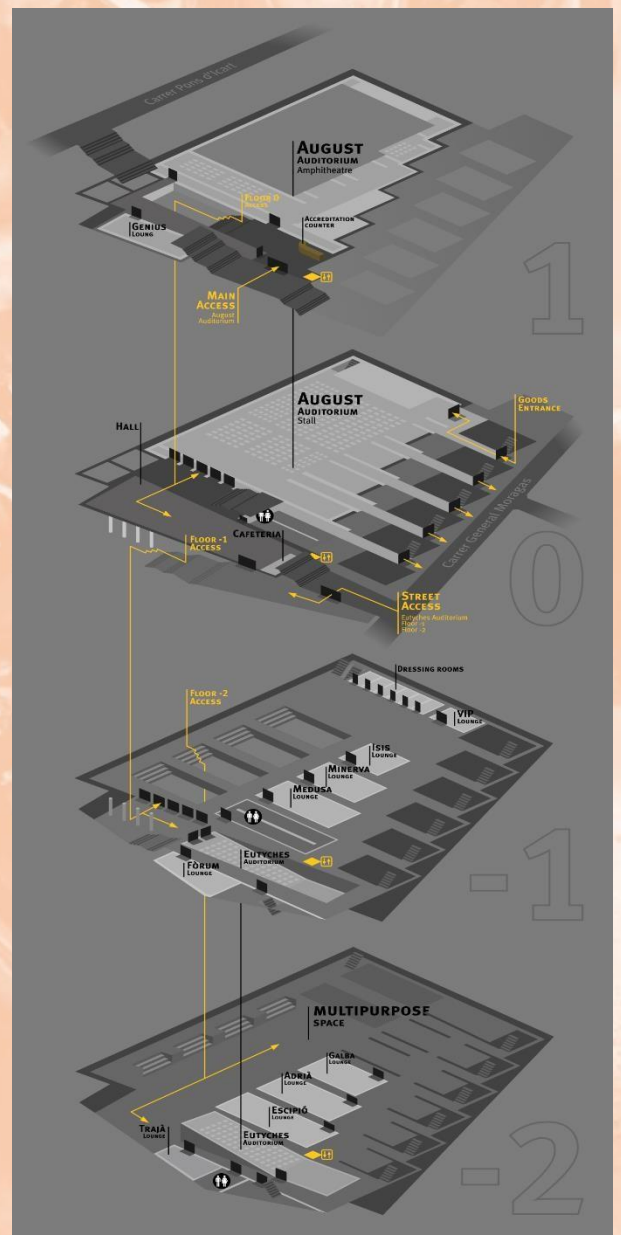 Carrer Pons d'Icart
AUGUST
AUDITORIUM
Amphitheatre
FLOOR 0
ACCESS
ACCREDITATION
COUNTER
GENIUS
LOUNG
MAIN
ACCESS
August
Auditorium
1
AUGUST
AUDITORIUM
Stall
GOODS
ENTRANCE
HALL
CAFETERIA
FLOOR -1
ACCESS
Carrer General Moragas
0
STREET
ACCESS
Eutyches Auditorium
Floor -1
Floor -2
DRESSING ROOMS
VIP
LOUNGE
FLOOR -2
ACCESS
ISIS
LOUNGE
MINERVA
LOUNGE
MEDUSA
LOUNGE
EUTYCHES
AUDITORIUM
FÒRUM
LOUNGE
-1
MULTIPURPOSE
SPACE
GALBA
LOUNGE
ADRIÀ
LOUNGE
ESCIPIÓ
LOUNGE
TRAJÀ
LOUNGE
EUTYCHES
AUDITORIUM
-2